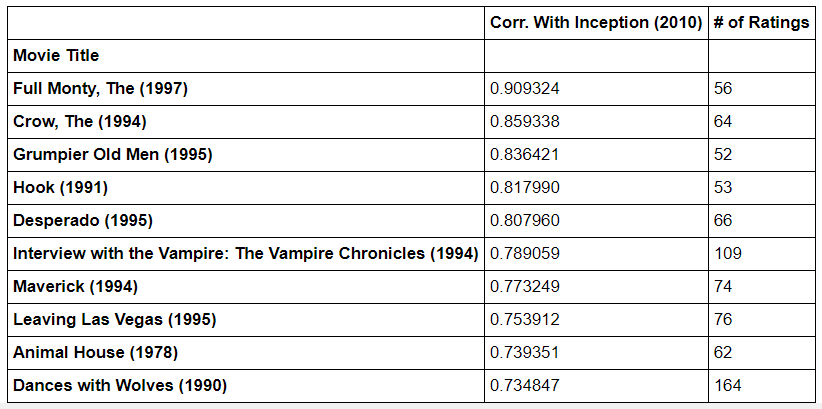 Corr. With Inception (2010) # of Ratings
Movie Title
Full Monty, The (1997) 0.909324 56
Crow, The (1994) 0.859338 64
Grumpier Old Men (1995) 0.836421 52
Hook (1991) 0.817990 53
Desperado (1995) 0.807960 66
Interview with the Vampire: The Vampire Chronicles (1994) 0.789059 109
Maverick (1994) 0.773249 74
Leaving Las Vegas (1995) 0.753912 76
Animal House (1978) 0.739351 62
Dances with Wolves (1990) 0.734847 164